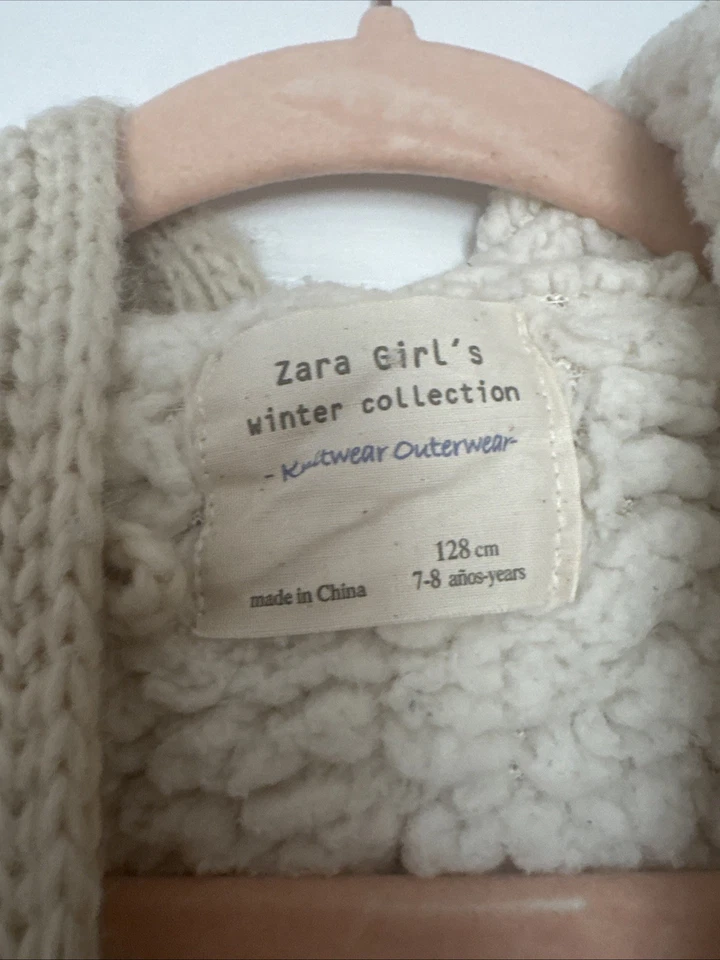 Zara Girl's
winter collection
- Knitwear Outerwear-
128 cm
7-8 años-years
made in China